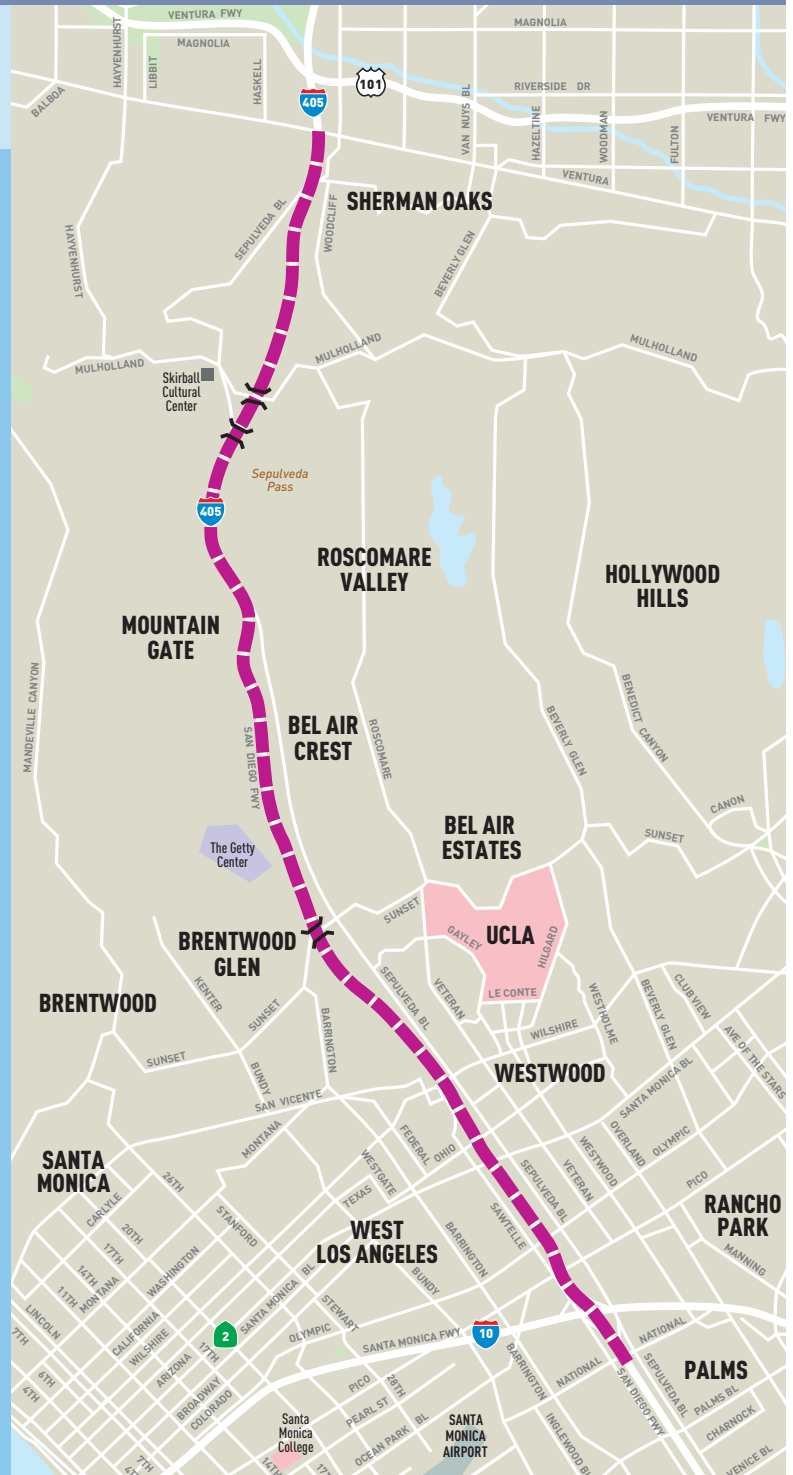 VENTURA FWY
MAGNOLIA
MAGNOLIA
HAYVENHURST
LIBBIT
HASKELL
BALBOA
101
405
RIVERSIDE DR
VAN NUYS BL
HAZELTINE
WOODMAN
FULTON
VENTURA FWY
VENTURA
SHERMAN OAKS
SEPULVEDA BL
WOODCLIFF
HAYVENHURST
BEVERLY GLEN
MULHOLLAND
MULHOLLAND
MULHOLLAND
Skirball
Cultural
Center
Sepulveda
Pass
405
ROSCOMARE
VALLEY
HOLLYWOOD
HILLS
MOUNTAIN
GATE
MANDEVILLE CANYON
BEL AIR
CREST
SAN DIEGO FWY
ROSCOMARE
BEVERLY GLEN
BENEDICT CANYON
CANON
SUNSET
The Getty
Center
BEL AIR
ESTATES
SUNSET
GAYLEY
UCLA
HILGARD
LE CONTE
BRENTWOOD
GLEN
BRENTWOOD
KENTER
SUNSET
SUNSET
BARRINGTON
BUNDY
SAN VICENTE
SEPULVEDA BL
VETERAN
WILSHIRE
WESTHOLME
BEVERLY GLEN
CLUB VIEW
AVE OF THE STARS
WESTWOOD
SANTA MONICA BL
MONTANA
FEDERAL
OHIO
WESTGATE
TEXAS
SEPULVEDA BL
VETERAN
WESTWOOD
OVERLAND
OLYMPIC
PICO
SANTA
MONICA
CARLYLE
26TH
STANFORD
20TH
17TH
14TH
11TH
MONTANA
WASHINGTON
WEST
LOS ANGELES
BARRINGTON
SAWTELLE
RANCHO
PARK
MANNING
LINCOLN
7TH
6TH
4TH
CALIFORNIA
WILSHIRE
ARIZONA
17TH
BROADWAY
COLORADO
2
SANTA MONICA BL
BUNDY
STEWART
OLYMPIC
SANTA MONICA FWY
10
NATIONAL
NATIONAL
BARRINGTON
SAN DIEGO FWY
SEPULVEDA BL
PALMS
PALMS BL
CHARNOCK
VENICE BL
PICO
28TH
PEARL ST
OCEAN PARK BL
Santa
Monica
College
SANTA
MONICA
AIRPORT
INGLEWOOD B
7TH
4T
14TH
17T